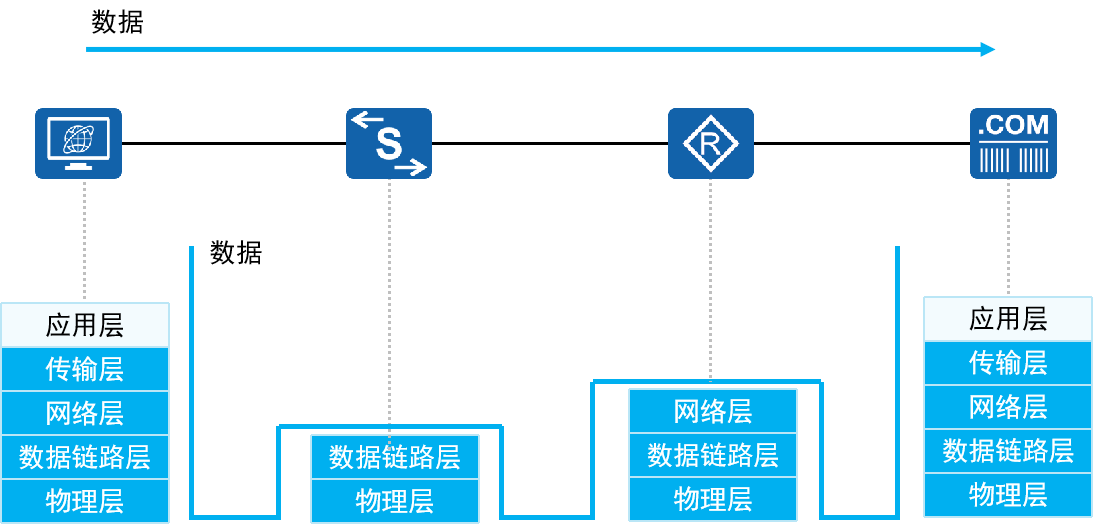 数据
S
R
.COM
数据
应用层
传输层
网络层
数据链路层
物理层
数据链路层
物理层
网络层
数据链路层
物理层
应用层
传输层
网络层
数据链路层
物理层